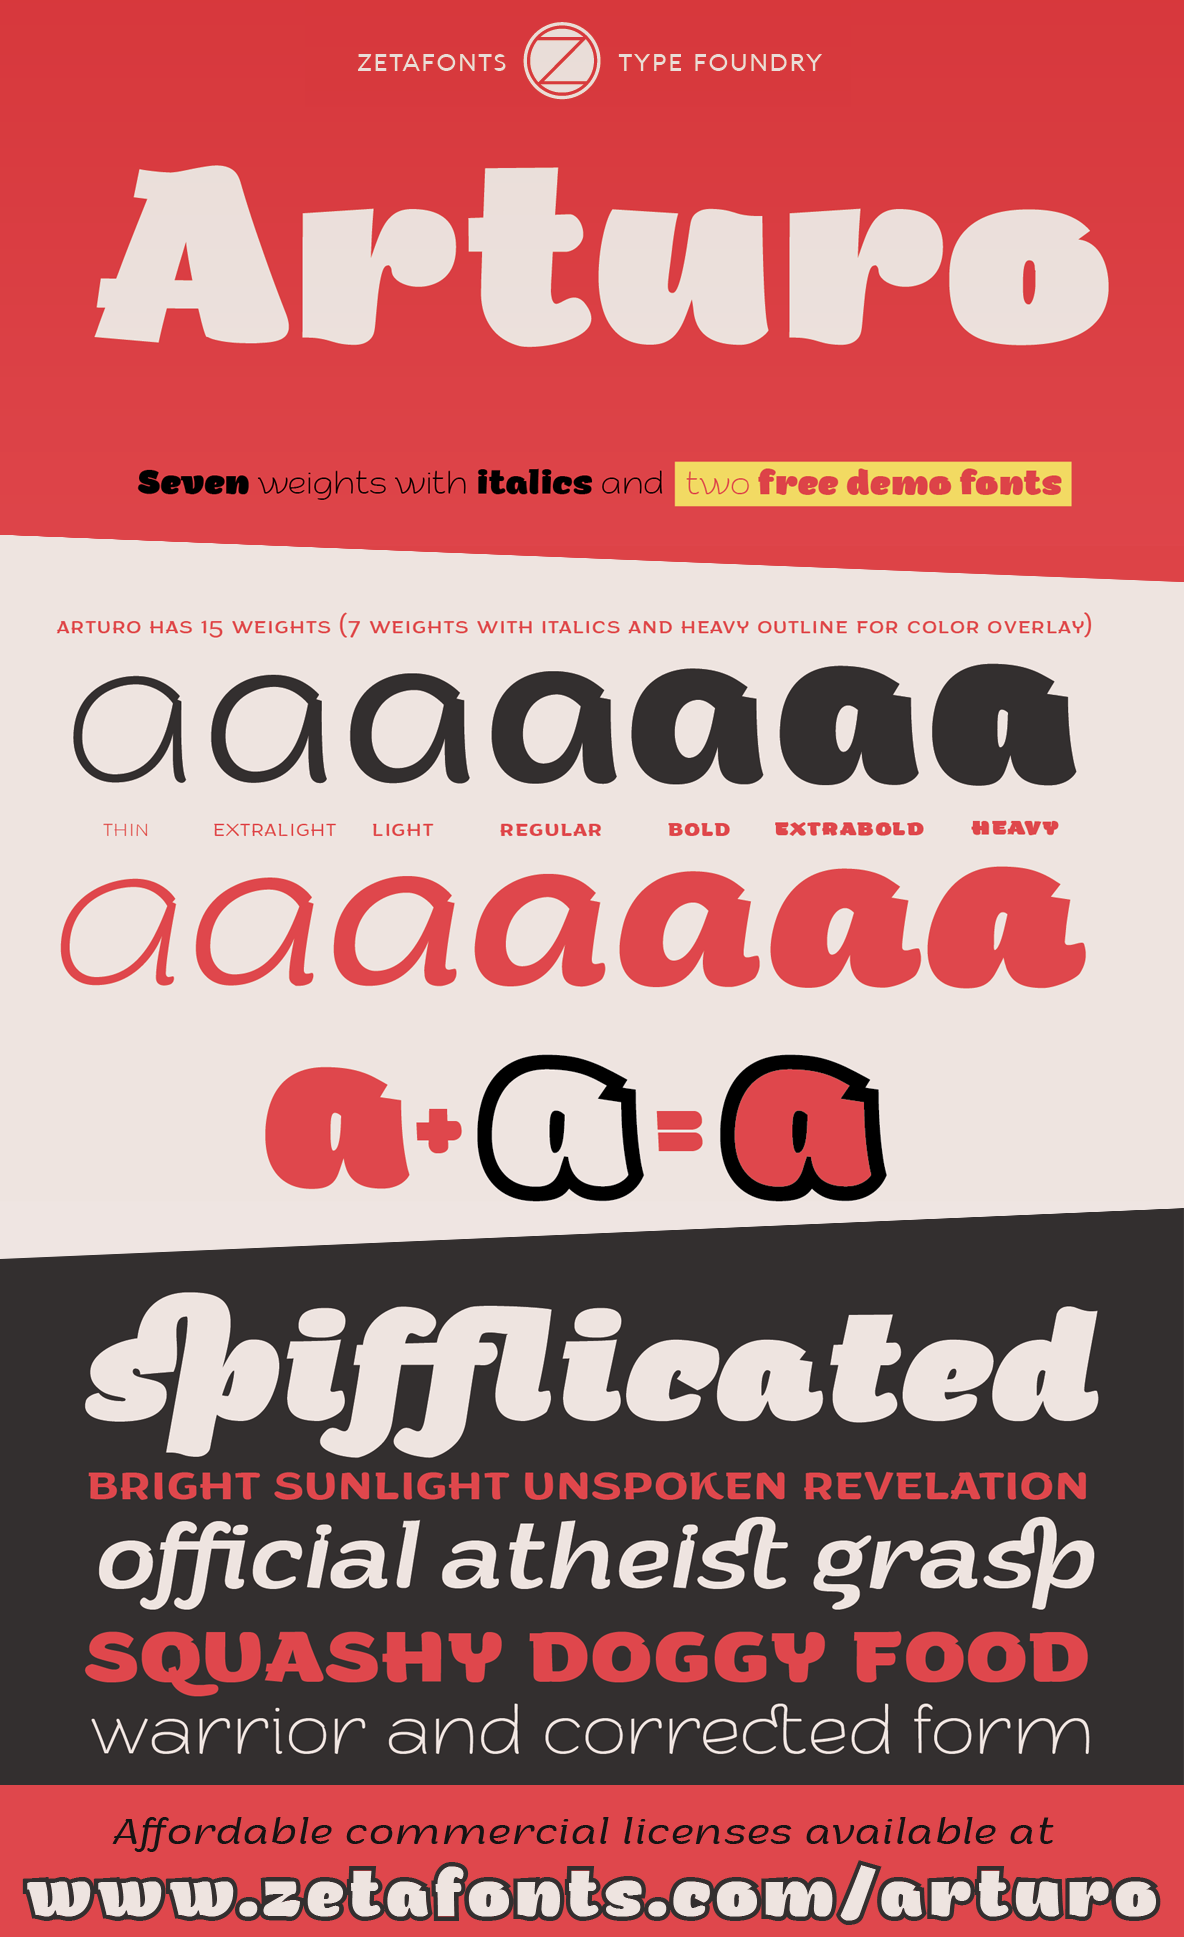 ZETAFONTS Z TYPE FOUNDRY
Arturo
Seven weights with italics and two free demo fonts
ARTURO HAS 15 WEIGHTS (7 WEIGHTS WITH ITALICS AND HEAVY OUTLINE FOR COLOR OVERLAY)
a a a a a a a
THIN EXTRALIGHT LIGHT REGULAR BOLD EXTRABOLD HEAVY
a a a a a a a
a + a = a
Spifflicated
BRIGHT SUNLIGHT UNSPOKEN REVELATION
official atheist grasp
SQUASHY DOGGY FOOD
warrior and corrected form
Affordable commercial licenses available at
www.zetafonts.com/arturo